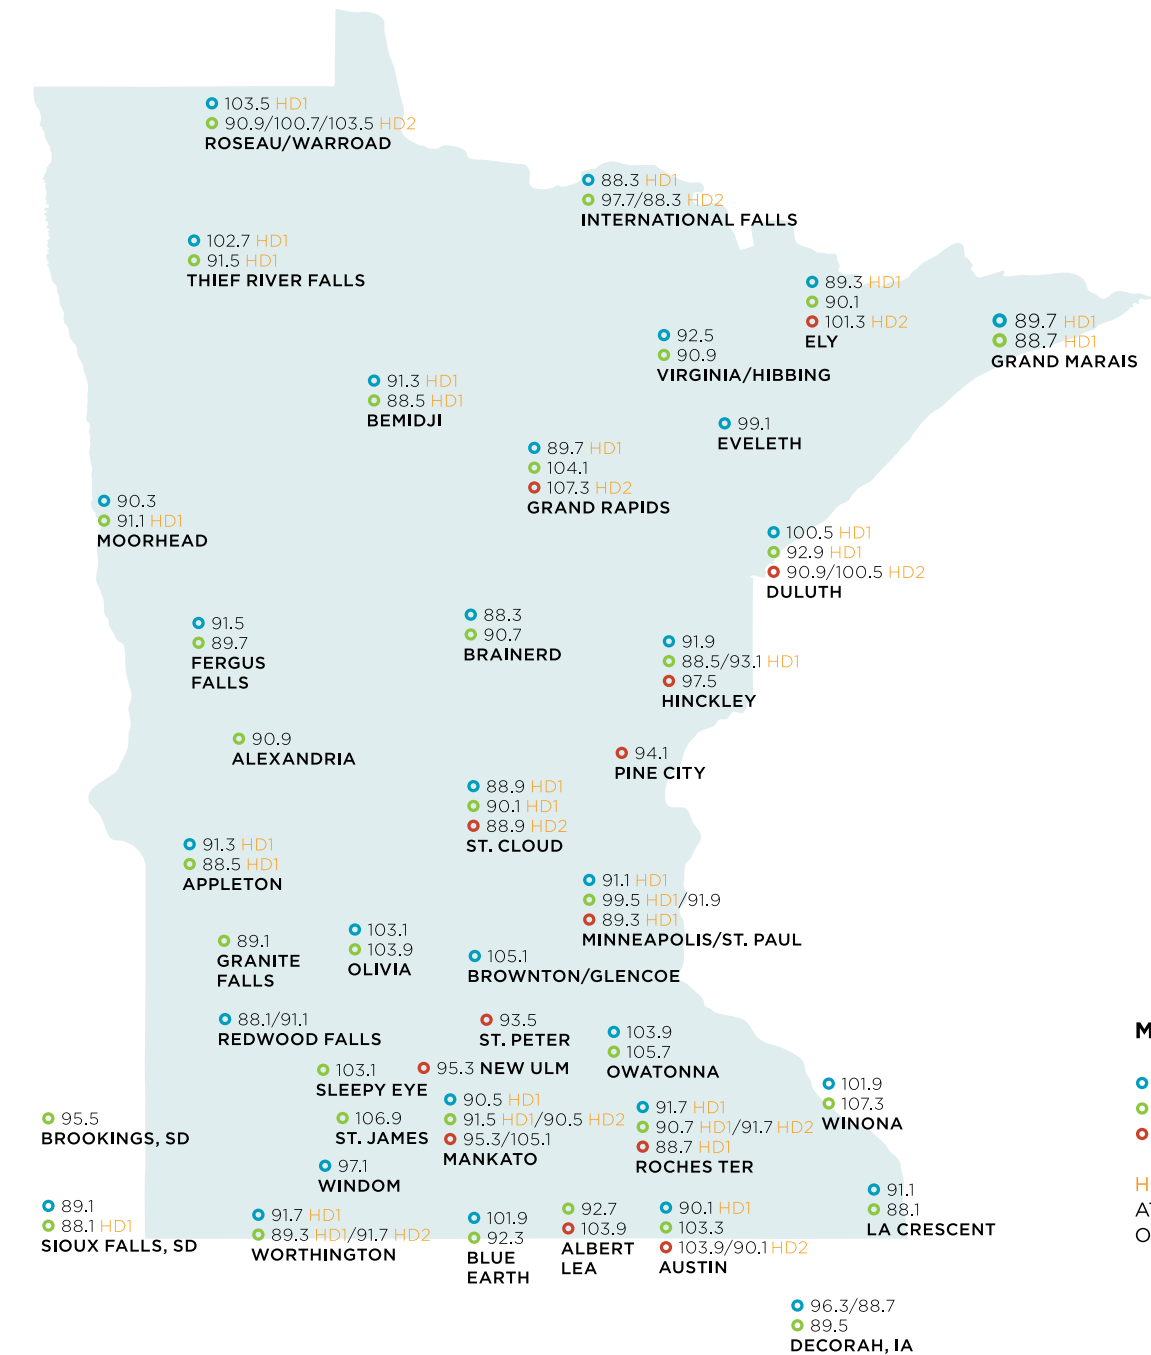 103.5 HD1
90.9/100.7/103.5 HD2
ROSEAU/WARROAD
88.3 HD1
97.7/88.3 HD2
INTERNATIONAL FALLS
102.7 HD1
91.5 HD1
THIEF RIVER FALLS
89.3 HD1
90.1
101.3 HD2
ELY
89.7 HD1
88.7 HD1
GRAND MARAIS
92.5
90.9
VIRGINIA/HIBBING
91.3 HD1
88.5 HD1
BEMIDJI
99.1
EVELETH
89.7 HD1
104.1
107.3 HD2
GRAND RAPIDS
90.3
91.1 HD1
MOORHEAD
100.5 HD1
92.9 HD1
90.9/100.5 HD2
DULUTH
91.5
89.7
FERGUS
FALLS
88.3
90.7
BRAINERD
91.9
88.5/93.1 HD1
97.5
HINCKLEY
90.9
ALEXANDRIA
94.1
PINE CITY
88.9 HD1
90.1 HD1
88.9 HD2
ST. CLOUD
91.3 HD1
88.5 HD1
APPLETON
91.1 HD1
99.5 HD1/91.9
89.3 HD1
MINNEAPOLIS/ST. PAUL
89.1
GRANITE
FALLS
103.1
103.9
OLIVIA
105.1
BROWNTON/GLENCOE
88.1/91.1
REDWOOD FALLS
93.5
ST. PETER
103.9
105.7
OWATONNA
M
103.1
SLEEPY EYE
95.3 NEW ULM
101.9
107.3
WINONA
95.5
BROOKINGS, SD
106.9
ST. JAMES
90.5 HD1
91.5 HD1/90.5 HD2
95.3/105.1
MANKATO
91.7 HD1
90.7 HD1/91.7 HD2
88.7 HD1
ROCHES TER
97.1
WINDOM
H
AT
O
89.1
88.1 HD1
SIOUX FALLS, SD
91.7 HD1
89.3 HD1/91.7 HD2
WORTHINGTON
101.9
92.3
BLUE
EARTH
92.7
103.9
ALBERT
LEA
90.1 HD1
103.3
103.9/90.1 HD2
AUSTIN
91.1
88.1
LA CRESCENT
96.3/88.7
89.5
DECORAH, IA